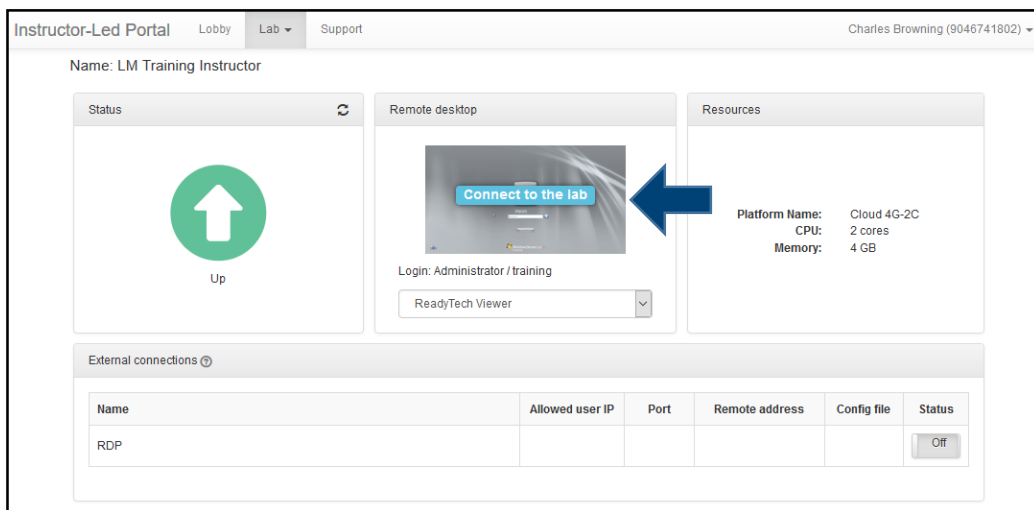 Instructor-Led Portal Lobby Lab Support Charles Browning (9046741802)
Name: LM Training Instructor
Status
Up
Remote desktop
Connect to the lab
Login: Administrator / training
ReadyTech Viewer
Resources
Platform Name: Cloud 4G-2C
CPU: 2 cores
Memory: 4 GB
External connections
Name Allowed user IP Port Remote address Config file Status
RDP Off